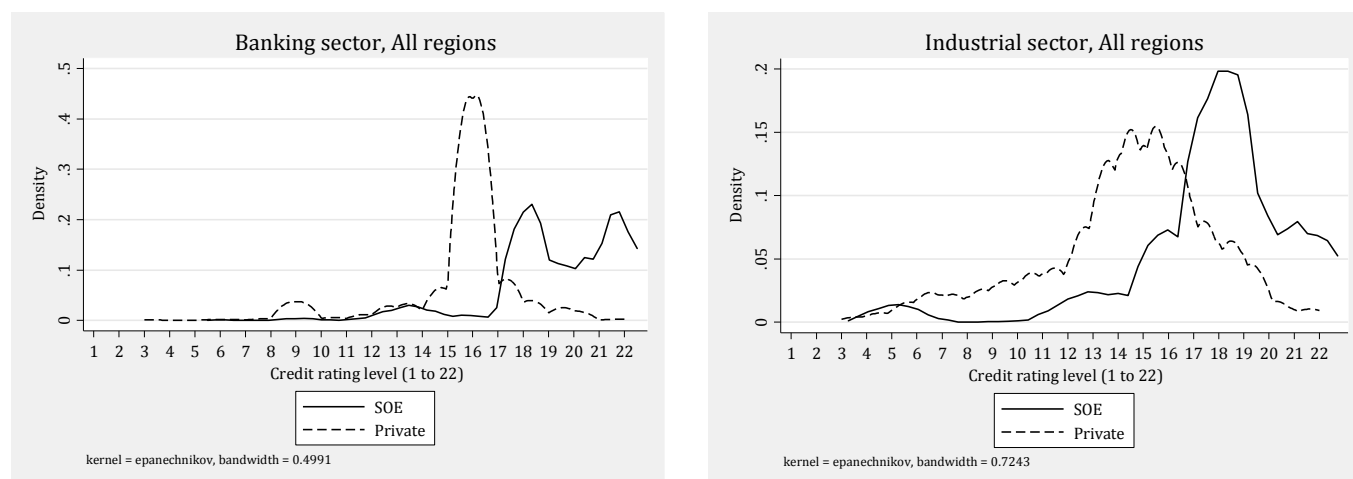 Banking sector, All regions
.5
.4
.3
.2
.1
0
Density
1 2 3 4 5 6 7 8 9 10 11 12 13 14 15 16 17 18 19 20 21 22
Credit rating level (1 to 22)
SOE
Private
kernel = epanechnikov, bandwidth = 0.4991
Industrial sector, All regions
.2
.15
.1
.05
0
Density
1 2 3 4 5 6 7 8 9 10 11 12 13 14 15 16 17 18 19 20 21 22
Credit rating level (1 to 22)
SOE
Private
kernel = epanechnikov, bandwidth = 0.7243